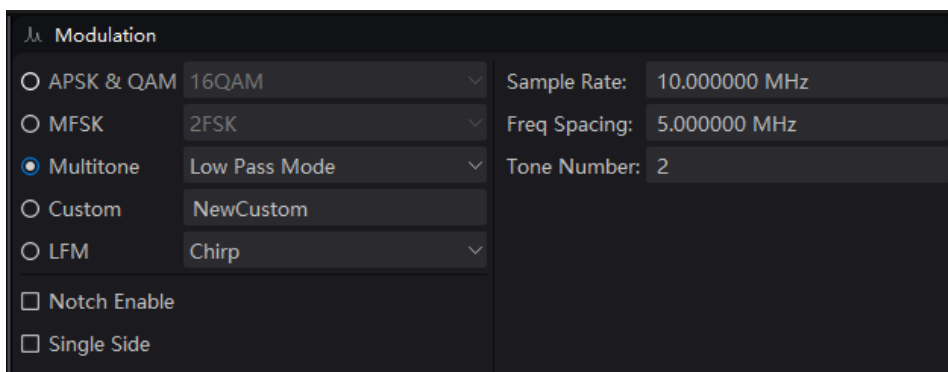 Modulation
APSK & QAM 16QAM
Sample Rate: 10.000000 MHz
MFSK 2FSK
Freq Spacing: 5.000000 MHz
Multitone Low Pass Mode
Tone Number: 2
Custom NewCustom
LFM Chirp
Notch Enable
Single Side